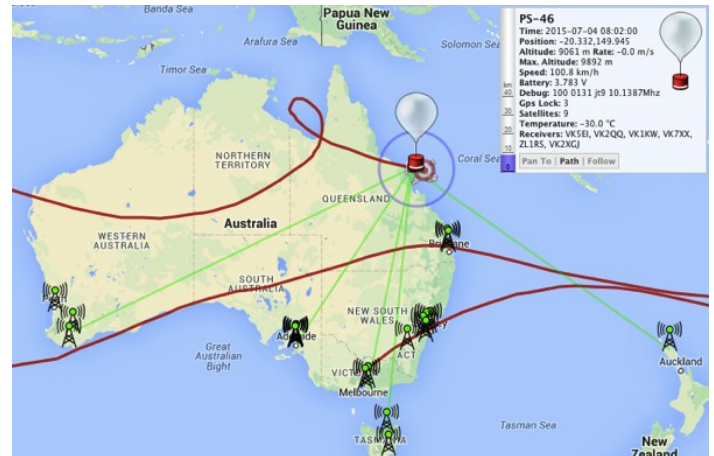 Banda Sea
Papua New
Guinea
Arafura Sea
Solomon Sea
Timor Sea
Coral Sea
PS-46
Time: 2015-07-04 08:02:00
Position: -20.332,149.945
Altitude: 9061 m Rate: -0.0 m/s
Max. Altitude: 9892 m
Speed: 100.8 km/h
Battery: 3.783 V
Debug: 100 0131 jt9 10.1387Mhz
Gps Lock: 3
Satellites: 9
Temperature: -30.0 °C
Receivers: VK5EI, VK2QQ, VK1KW, VK7XX,
ZL1RS, VK2XGJ
Pan To | Path | Follow
km
40
30
20
10
0
NORTHERN
TERRITORY
QUEENSLAND
Australia
WESTERN
AUSTRALIA
Brisbane
SOUTH
AUSTRALIA
NEW SOUTH
WALES
Adelaide
ACT
Great
Australian
Bight
Melbourne
Auckland
Tasman Sea
New
Zealand